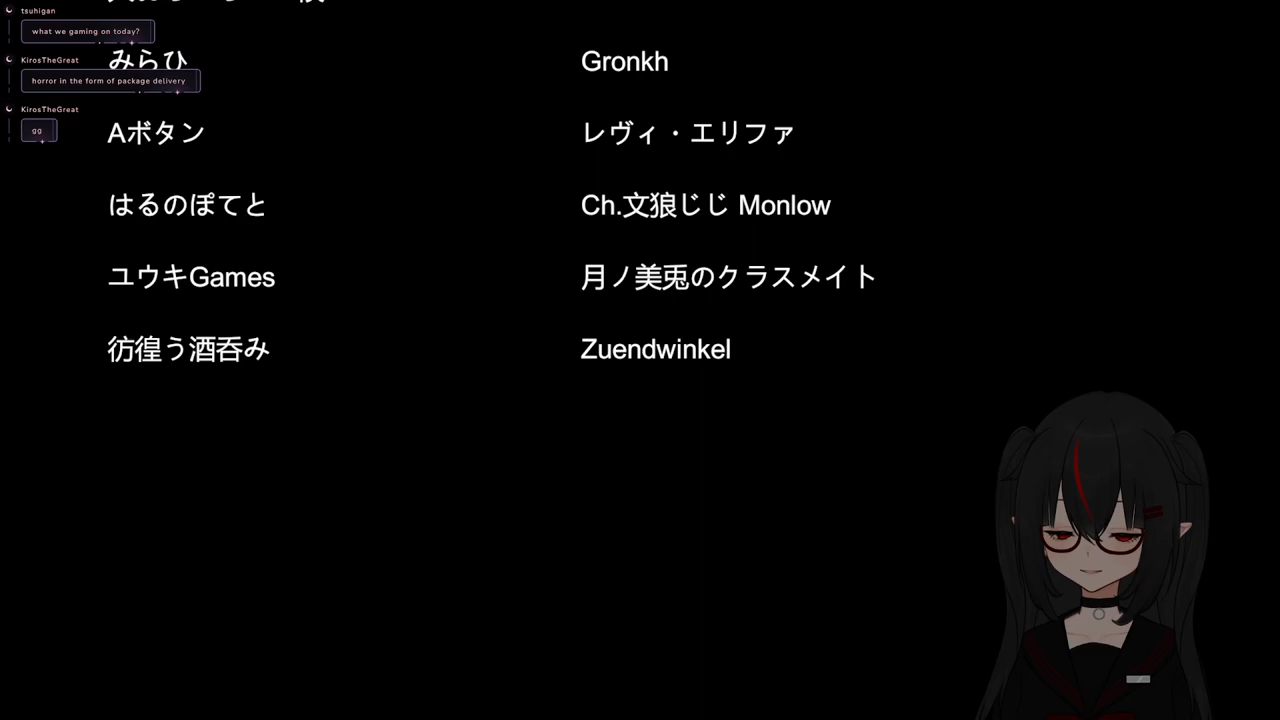 tsuhigan
what we gaming on today?
KirosTheGreat
horror in the form of package delivery
KirosTheGreat
gg
みらひ
Gronkh
Aボタン
レヴィ・エリファ
はるのぽてと
Ch.文狼じじ Monlow
ユウキGames
月ノ美兎のクラスメイト
彷徨う酒呑み
Zuendwinkel